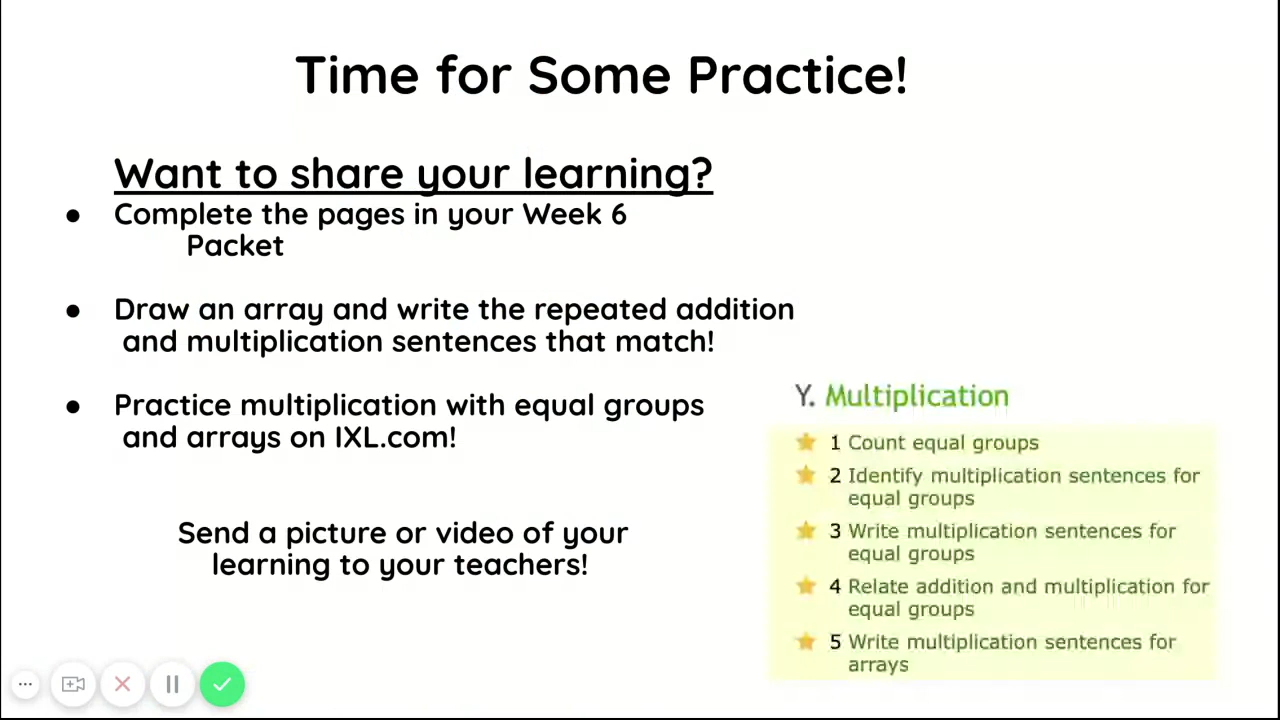 Time for Some Practice!
Want to share your learning?
● Complete the pages in your Week 6
Packet
● Draw an array and write the repeated addition
and multiplication sentences that match!
● Practice multiplication with equal groups
and arrays on IXL.com!
Send a picture or video of your
learning to your teachers!
Y. Multiplication
1 Count equal groups
2 Identify multiplication sentences for
equal groups
3 Write multiplication sentences for
equal groups
4 Relate addition and multiplication for
equal groups
5 Write multiplication sentences for
arrays